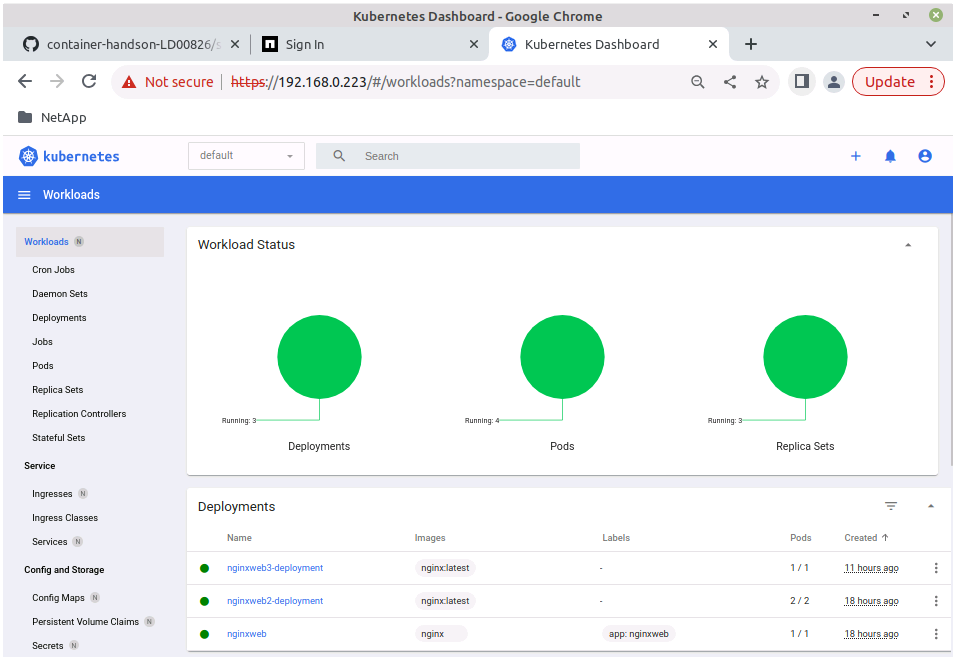 Kubernetes Dashboard - Google Chrome
container-handson-LD00826/s
Sign In
Kubernetes Dashboard
Not secure
https://192.168.0.223/#/workloads?namespace=default
Update
NetApp
kubernetes
default
Search
Workloads
Workloads N
Cron Jobs
Daemon Sets
Deployments
Jobs
Pods
Replica Sets
Replication Controllers
Stateful Sets
Service
Ingresses N
Ingress Classes
Services N
Config and Storage
Config Maps N
Persistent Volume Claims N
Secrets N
Workload Status
Running: 3
Deployments
Running: 4
Pods
Running: 3
Replica Sets
Deployments
Name Images Labels Pods Created
nginxweb3-deployment nginx:latest - 1 / 1 11 hours ago
nginxweb2-deployment nginx:latest - 2 / 2 18 hours ago
nginxweb nginx app: nginxweb 1 / 1 18 hours ago